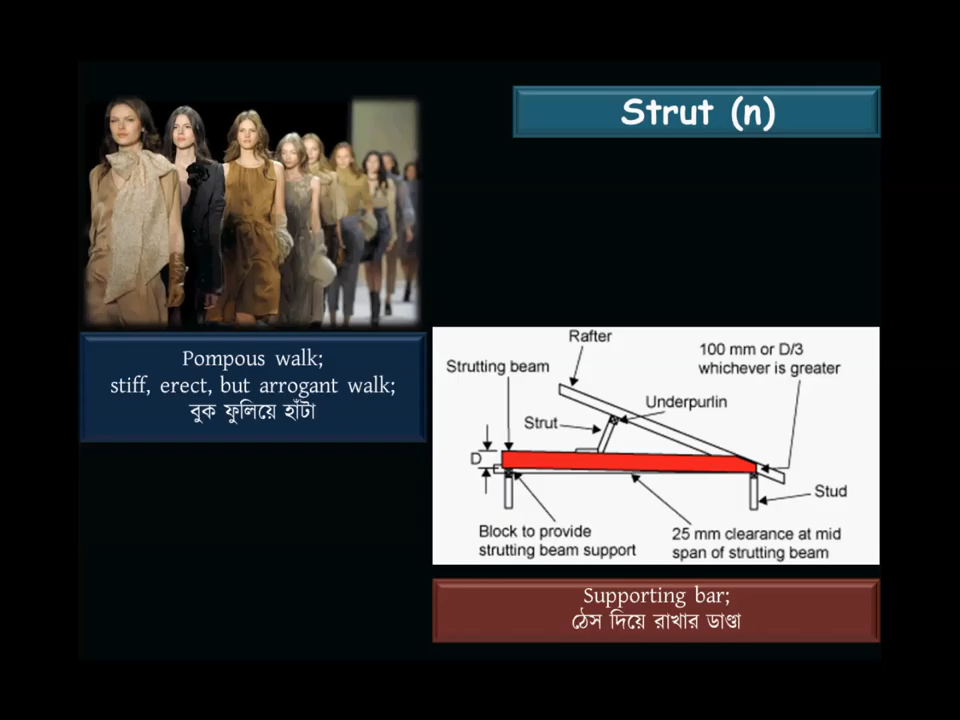 Strut (n)
Pompous walk;
stiff, erect, but arrogant walk;
বুক ফুলিয়ে হাঁটা
Rafter
100 mm or D/3
whichever is greater
Strutting beam
Underpurlin
Strut
D
Stud
Block to provide
strutting beam support
25 mm clearance at mid
span of strutting beam
Supporting bar;
ঠেস দিয়ে রাখার ডাণ্ডা